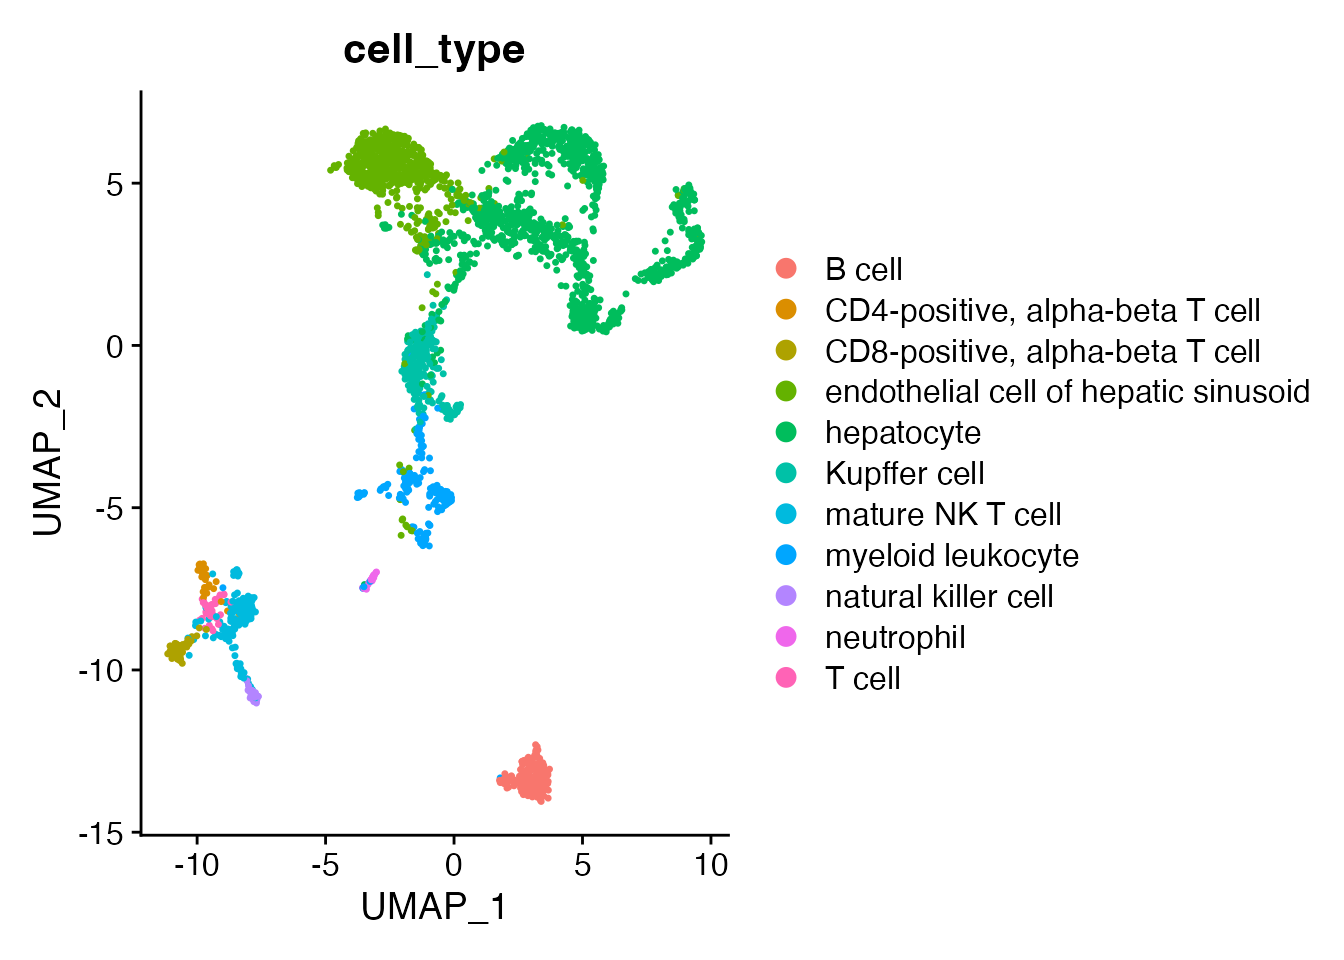 cell_type
5
0
-5
-10
-15
UMAP_2
-10 -5 0 5 10
UMAP_1
B cell
CD4-positive, alpha-beta T cell
CD8-positive, alpha-beta T cell
endothelial cell of hepatic sinusoid
hepatocyte
Kupffer cell
mature NK T cell
myeloid leukocyte
natural killer cell
neutrophil
T cell